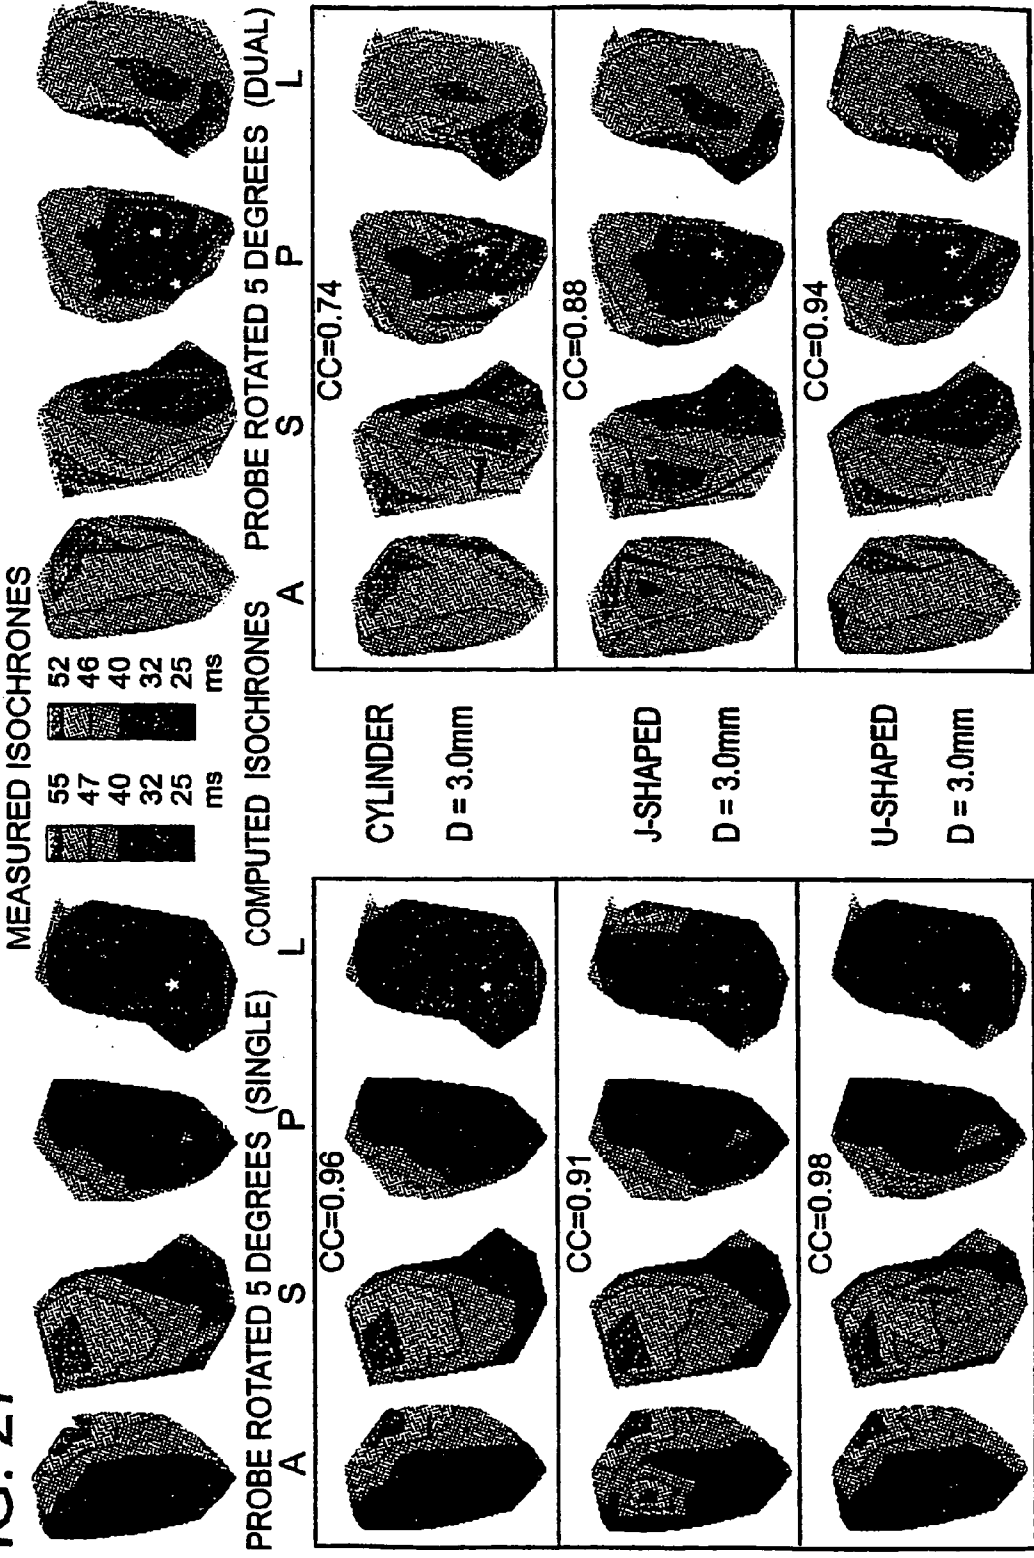 MEASURED ISOCHRONES
55 52
47 46
40 40
32 32
25 25
ms ms
PROBE ROTATED 5 DEGREES (SINGLE) COMPUTED ISOCHRONES PROBE ROTATED 5 DEGREES (DUAL)
A S P L A S P L
CC=0.96 CC=0.74
CYLINDER
D = 3.0mm
CC=0.91 CC=0.88
J-SHAPED
D = 3.0mm
CC=0.98 CC=0.94
U-SHAPED
D = 3.0mm